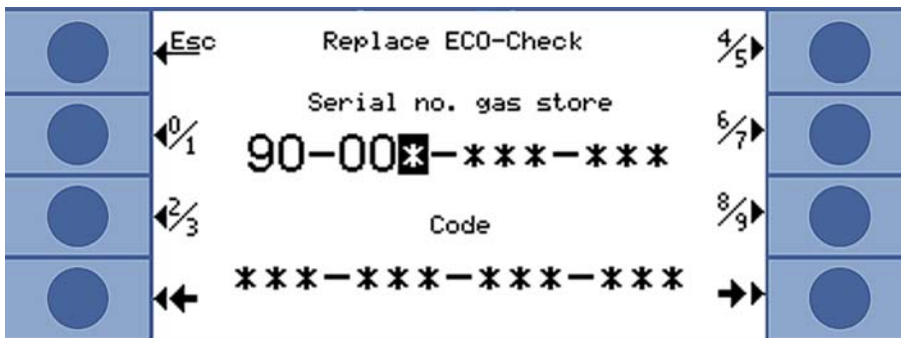 Esc
Replace ECO-Check
4/5
Serial no. gas store
0/1
6/7
90-00*-***-***
2/3
8/9
Code
***-***-***-***